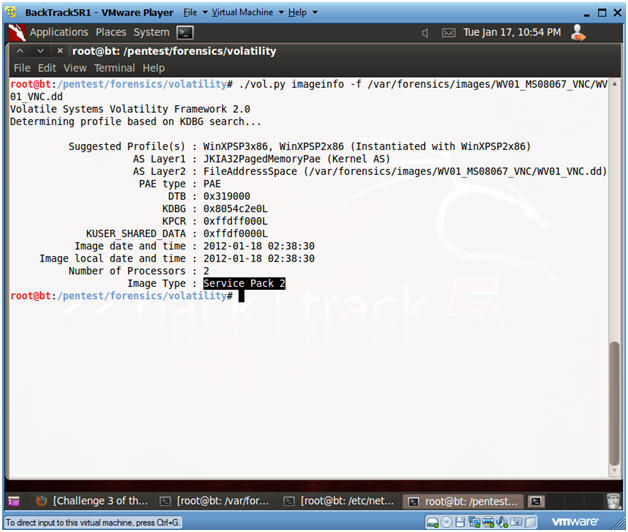 BackTrack5R1 - VMware Player File Virtual Machine Help
Applications Places System Tue Jan 17, 10:54 PM
root@bt: /pentest/forensics/volatility
File Edit View Terminal Help
root@bt:/pentest/forensics/volatility# ./vol.py imageinfo -f /var/forensics/images/WV01_MS08067_VNC/WV
01_VNC.dd
Volatile Systems Volatility Framework 2.0
Determining profile based on KDBG search...
Suggested Profile(s) : WinXPSP3x86, WinXPSP2x86 (Instantiated with WinXPSP2x86)
AS Layer1 : JKIA32PagedMemoryPae (Kernel AS)
AS Layer2 : FileAddressSpace (/var/forensics/images/WV01_MS08067_VNC/WV01_VNC.dd)
PAE type : PAE
DTB : 0x319000
KDBG : 0x8054c2e0L
KPCR : 0xffdff000L
KUSER_SHARED_DATA : 0xffdf0000L
Image date and time : 2012-01-18 02:38:30
Image local date and time : 2012-01-18 02:38:30
Number of Processors : 2
Image Type : Service Pack 2
root@bt:/pentest/forensics/volatility#
<< back | track 5
[Challenge 3 of th... [root@bt: /var/for... [root@bt: /etc/net... root@bt: /pentest...
To direct input to this virtual machine, press Ctrl+G. vmware